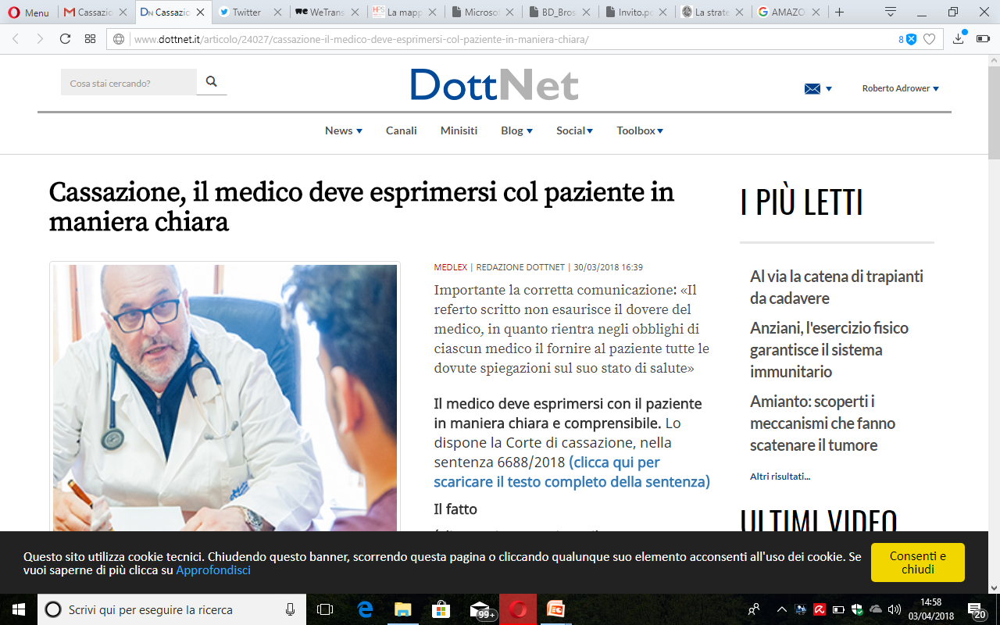 Menu
Cassazio
Cassazio
Twitter
WeTrans
La mapp
Microsof
BD_Bros
Invito.pd
La strate
AMAZO
www.dottnet.it/articolo/24027/cassazione-il-medico-deve-esprimersi-col-paziente-in-maniera-chiara/
8
Cosa stai cercando?
DottNet
Roberto Adrower
News
Canali
Minisiti
Blog
Social
Toolbox
Cassazione, il medico deve esprimersi col paziente in
maniera chiara
MEDLEX | REDAZIONE DOTTNET | 30/03/2018 16:39
Importante la corretta comunicazione: «Il
referto scritto non esaurisce il dovere del
medico, in quanto rientra negli obblighi di
ciascun medico il fornire al paziente tutte le
dovute spiegazioni sul suo stato di salute»
Il medico deve esprimersi con il paziente
in maniera chiara e comprensibile. Lo
dispone la Corte di cassazione, nella
sentenza 6688/2018 (clicca qui per
scaricare il testo completo della sentenza)
Il fatto
I PIÙ LETTI
Al via la catena di trapianti
da cadavere
Anziani, l'esercizio fisico
garantisce il sistema
immunitario
Amianto: scoperti i
meccanismi che fanno
scatenare il tumore
Altri risultati...
ULTIMI VIDEO
Questo sito utilizza cookie tecnici. Chiudendo questo banner, scorrendo questa pagina o cliccando qualunque suo elemento acconsenti all'uso dei cookie. Se
vuoi saperne di più clicca su Approfondisci
Consenti e
chiudi
Scrivi qui per eseguire la ricerca
99+
14:58
03/04/2018
20